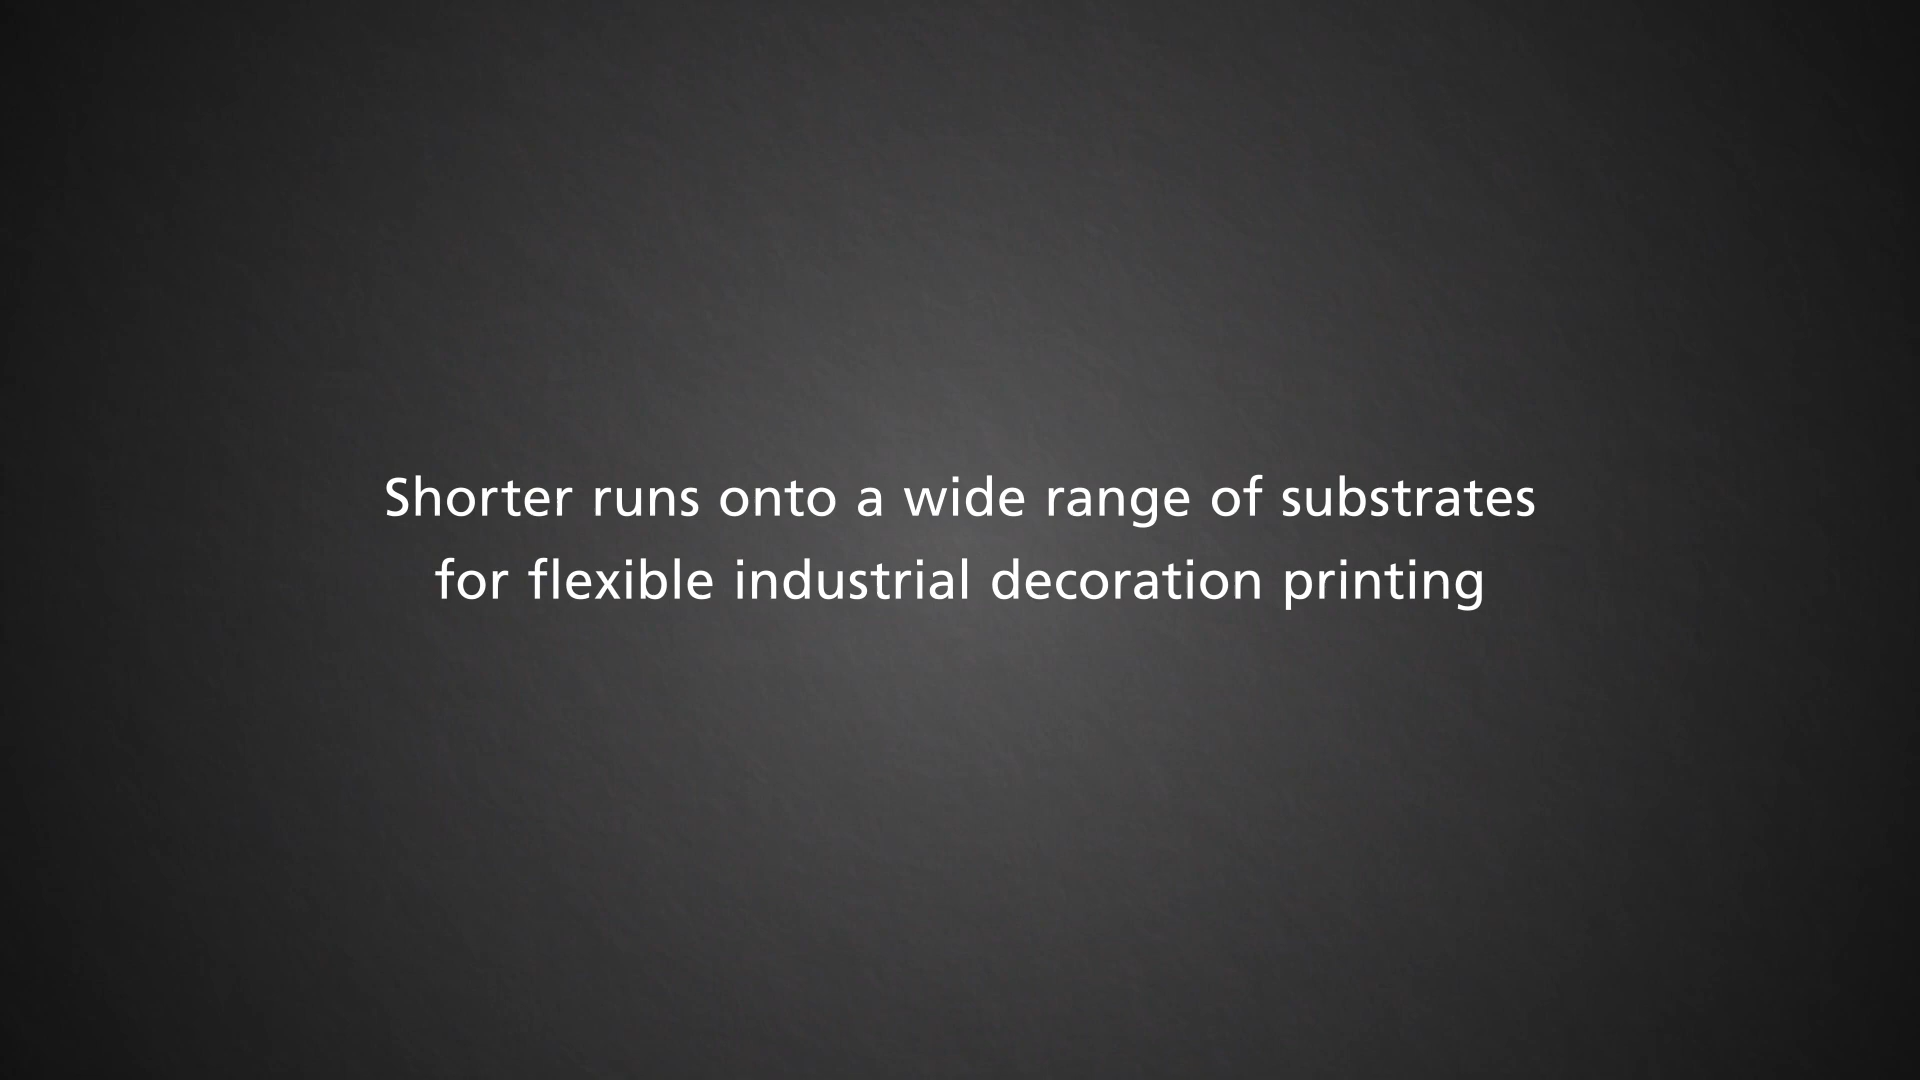 Shorter runs onto a wide range of substrates
for flexible industrial decoration printing